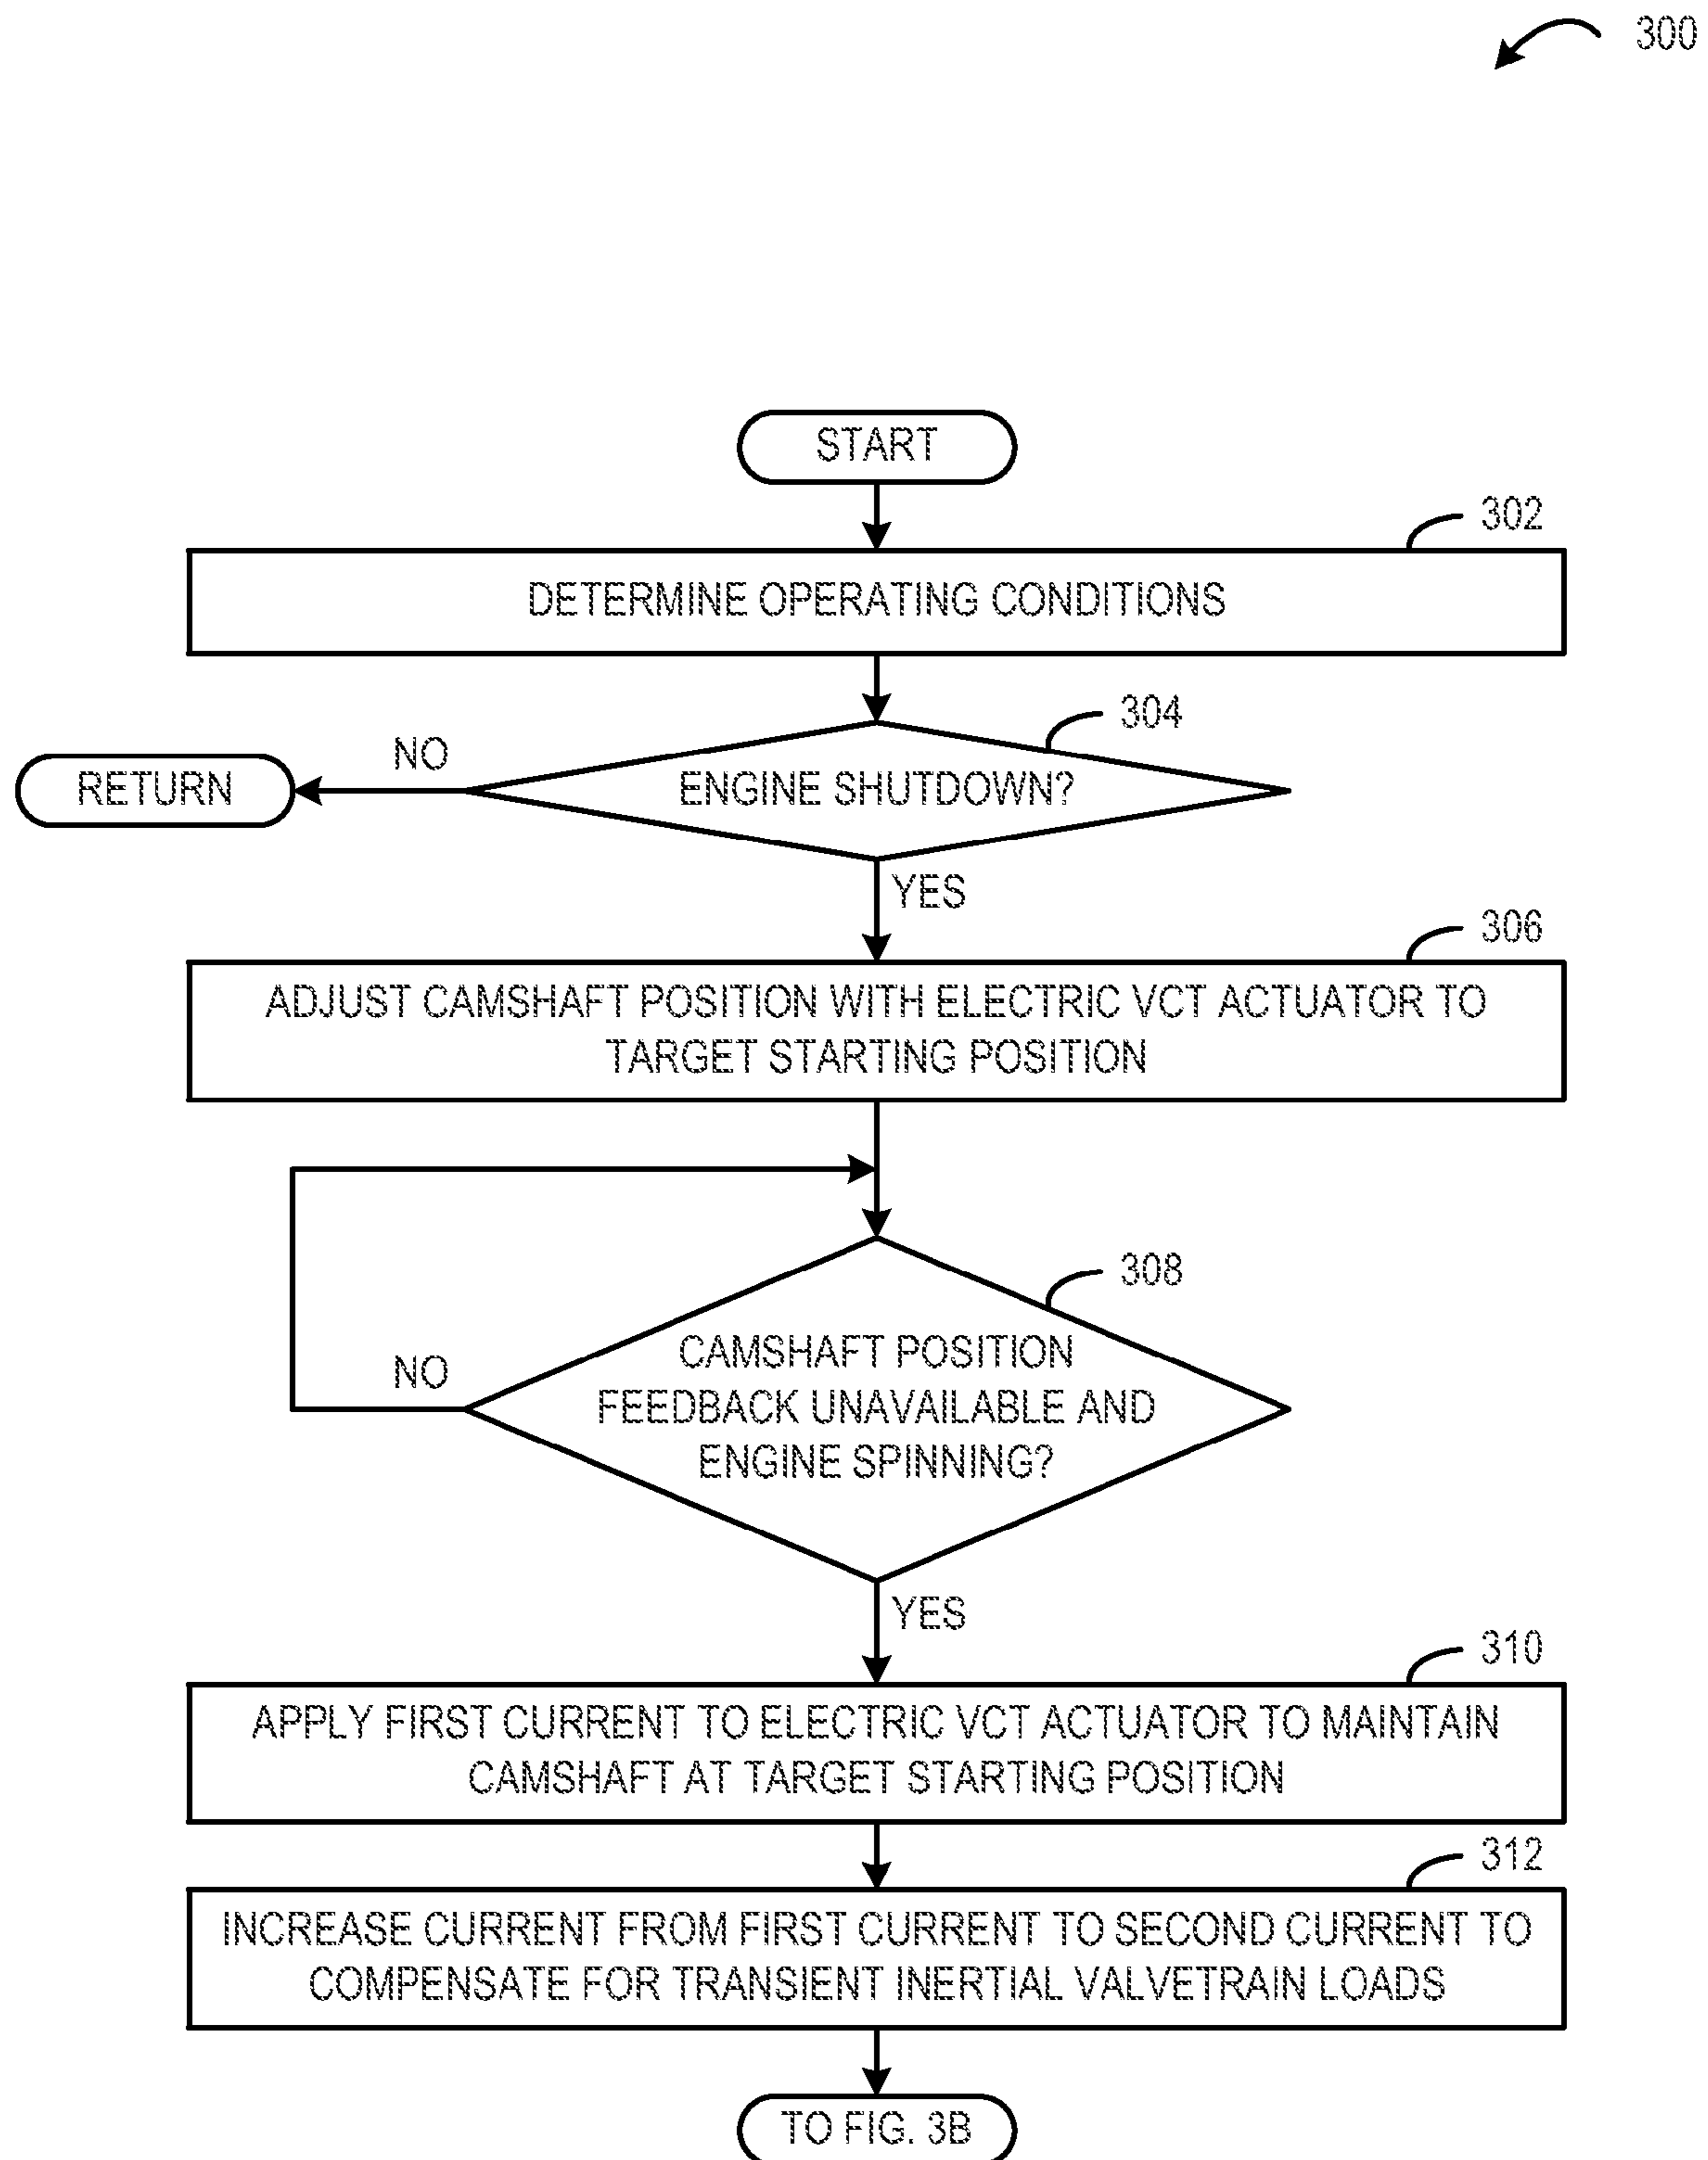 300
START
302
DETERMINE OPERATING CONDITIONS
304
NO
ENGINE SHUTDOWN?
RETURN
YES
306
ADJUST CAMSHAFT POSITION WITH ELECTRIC VCT ACTUATOR TO
TARGET STARTING POSITION
308
CAMSHAFT POSITION
NO
FEEDBACK UNAVAILABLE AND
ENGINE SPINNING?
YES
310
APPLY FIRST CURRENT TO ELECTRIC VCT ACTUATOR TO MAINTAIN
CAMSHAFT AT TARGET STARTING POSITION
312
INCREASE CURRENT FROM FIRST CURRENT TO SECOND CURRENT TO
COMPENSATE FOR TRANSIENT INERTIAL VALVETRAIN LOADS
TO FIG. 3B